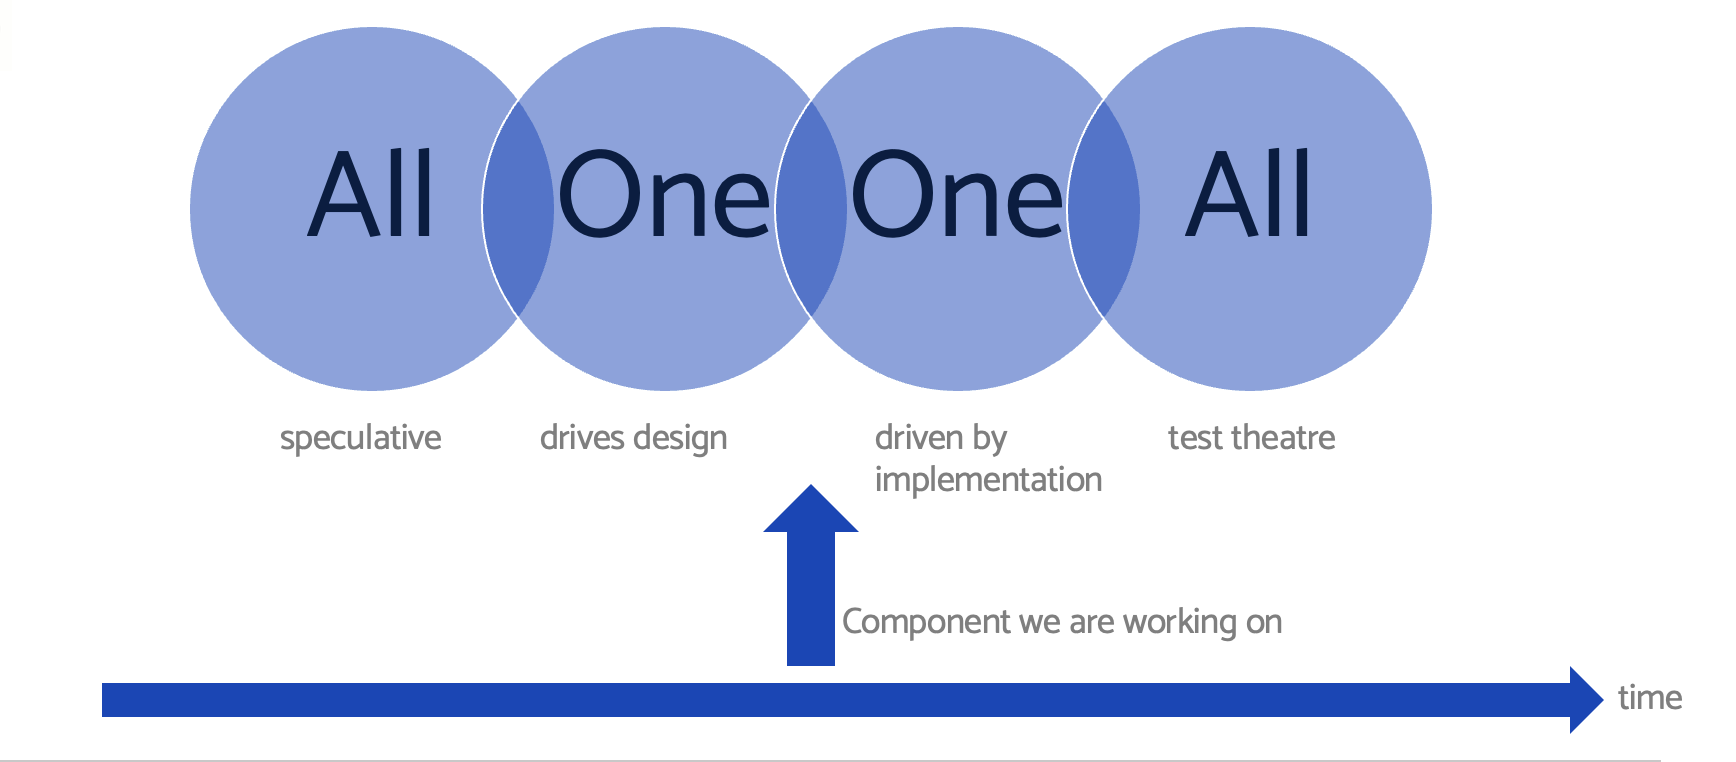 All One One All
speculative drives design driven by test theatre
implementation
Component we are working on
time